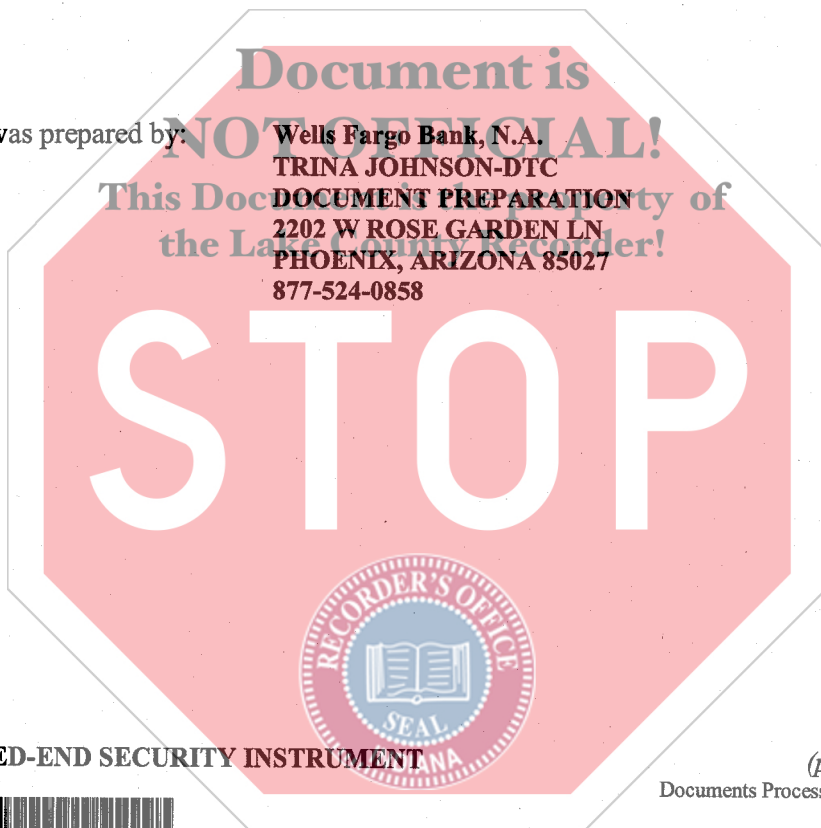 Document is
NOT OFFICIAL!
This Document is the property of
the Lake County Recorder!
was prepared by:
Wells Fargo Bank, N.A.
TRINA JOHNSON-DTC
DOCUMENT PREPARATION
2202 W ROSE GARDEN LN
PHOENIX, ARIZONA 85027
877-524-0858
STOP
RECORDER'S OFFICE
SEAL
INDIANA
ED-END SECURITY INSTRUMENT
Documents Process